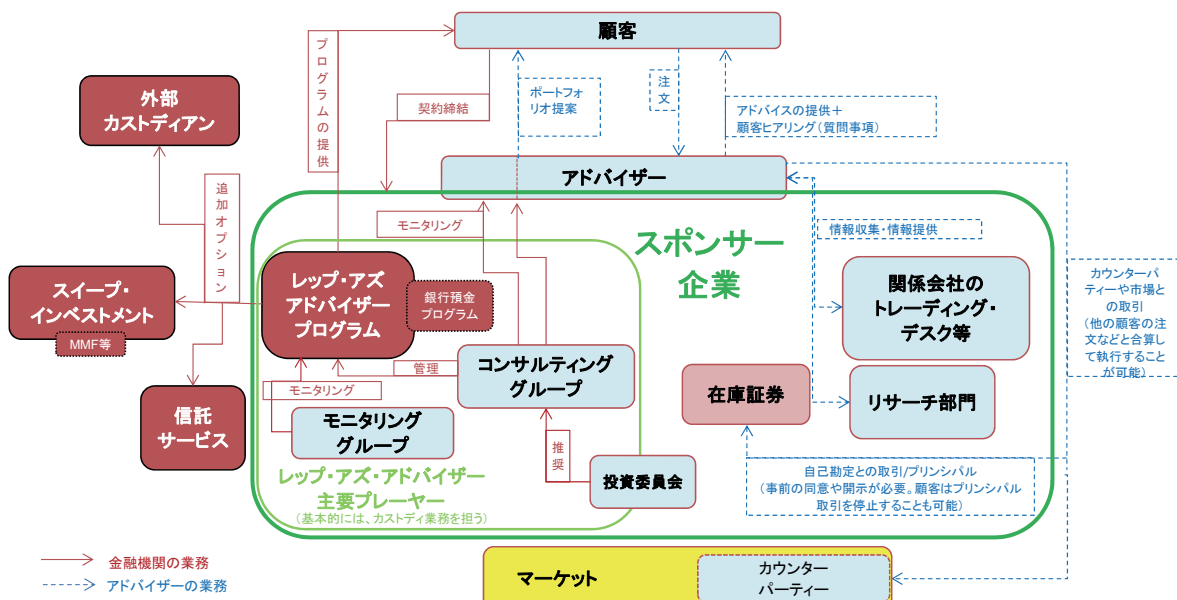 顧客
プログラムの提供
契約締結
ポートフォ
リオ提案
注文
アドバイスの提供+
顧客ヒアリング(質問事項)
外部
カストディアン
アドバイザー
追加オプション
モニタリング
スポンサー
企業
情報収集・情報提供
レップ・アズ
アドバイザー
プログラム
銀行預金
プログラム
関係会社の
トレーディング・
デスク等
カウンターパ
ティーや市場と
の取引
(他の顧客の注
文などと合算し
て執行すること
が可能)
スイープ・
インベストメント
MMF等
管理
コンサルティング
グループ
モニタリング
在庫証券
リサーチ部門
信託
サービス
モニタリング
グループ
推奨
レップ・アズ・アドバイザー
主要プレーヤー
(基本的には、カストディ業務を担う)
投資委員会
自己勘定との取引/プリンシパル
(事前の同意や開示が必要。顧客はプリンシパル
取引を停止することも可能)
金融機関の業務
アドバイザーの業務
マーケット
カウンター
パーティー